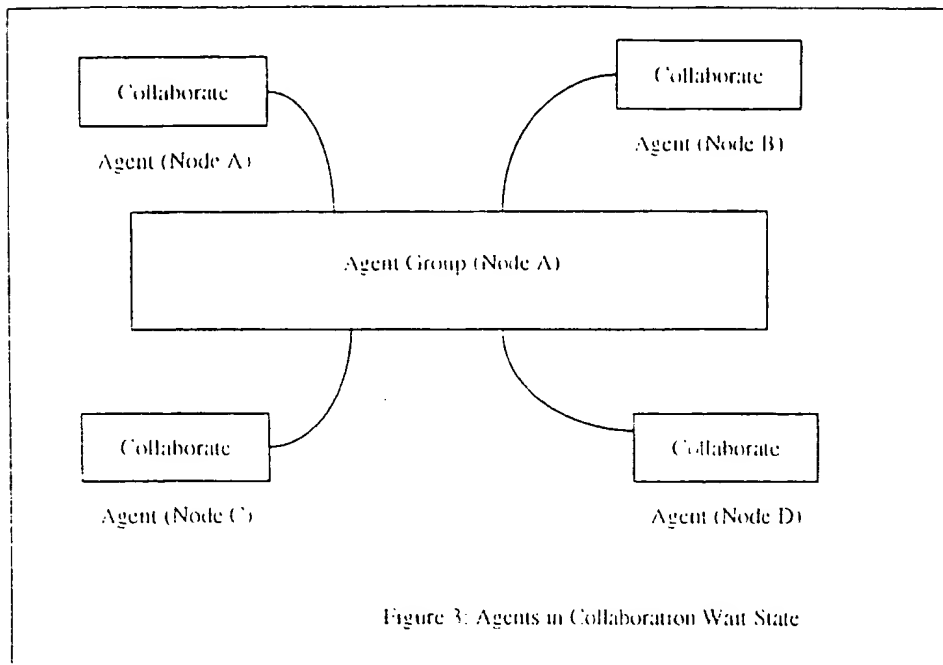 Collaborate
Collaborate
Agent (Node A)
Agent (Node B)
Agent Group (Node A)
Collaborate
Collaborate
Agent (Node C)
Agent (Node D)
Figure 3: Agents in Collaboration Wait State